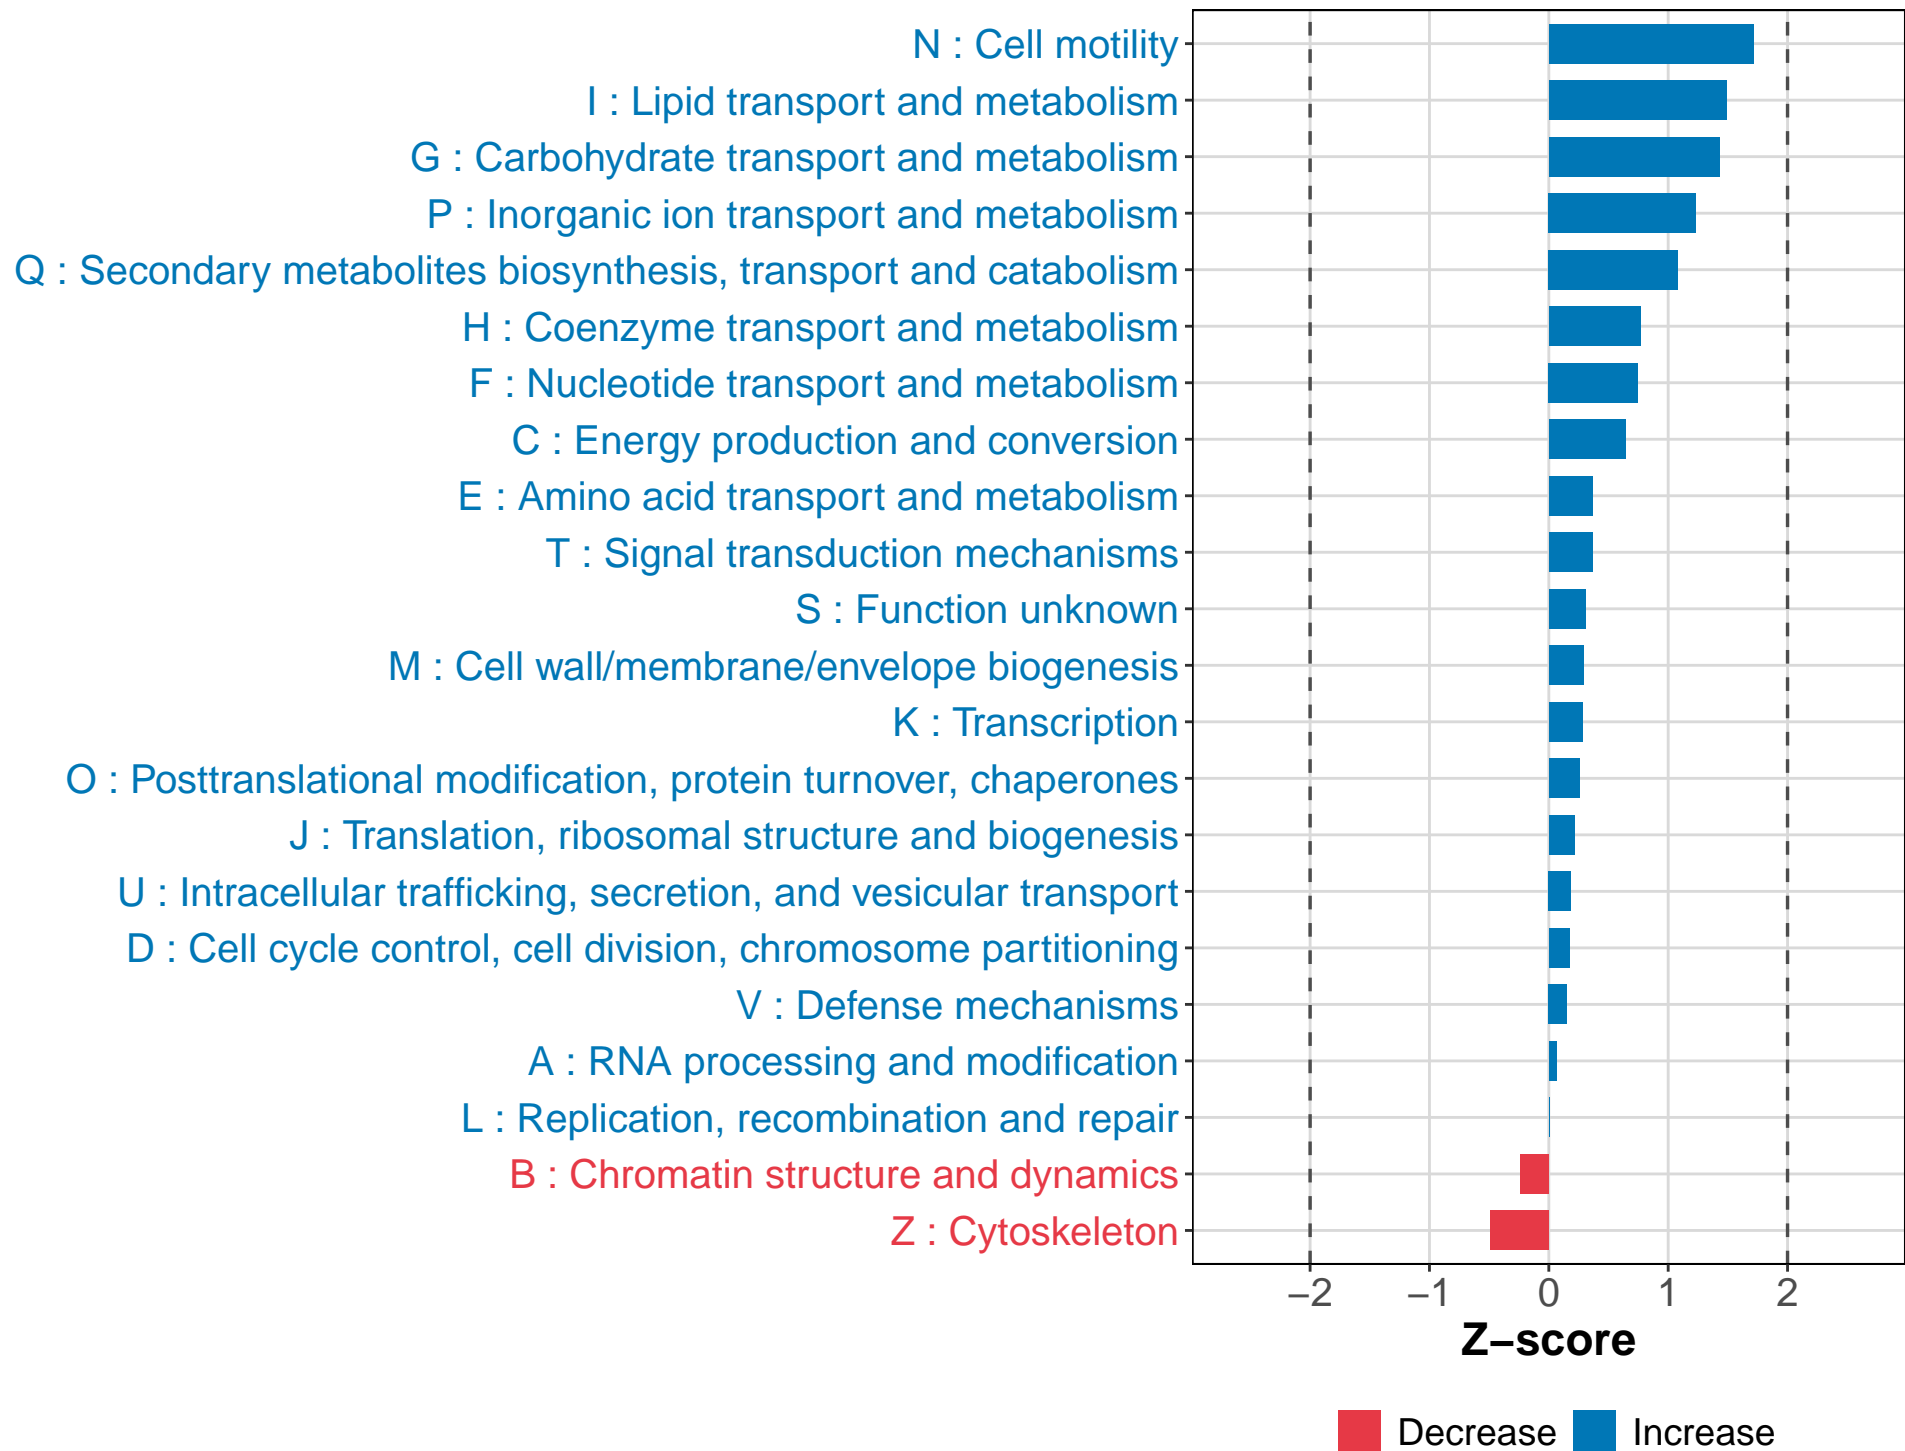 N : Cell motility
I : Lipid transport and metabolism
G : Carbohydrate transport and metabolism
P : Inorganic ion transport and metabolism
Q : Secondary metabolites biosynthesis, transport and catabolism
H : Coenzyme transport and metabolism
F : Nucleotide transport and metabolism
C : Energy production and conversion
E : Amino acid transport and metabolism
T : Signal transduction mechanisms
S : Function unknown
M : Cell wall/membrane/envelope biogenesis
K : Transcription
O : Posttranslational modification, protein turnover, chaperones
J : Translation, ribosomal structure and biogenesis
U : Intracellular trafficking, secretion, and vesicular transport
D : Cell cycle control, cell division, chromosome partitioning
V : Defense mechanisms
A : RNA processing and modification
L : Replication, recombination and repair
B : Chromatin structure and dynamics
Z : Cytoskeleton
−2 −1 0 1 2
Z−score
Decrease Increase